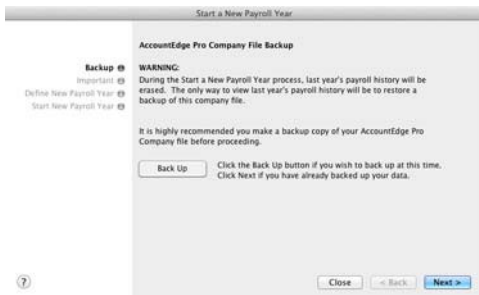 Start a New Payroll Year
AccountEdge Pro Company File Backup
Backup
Important
Define New Payroll Year
Start New Payroll Year
WARNING:
During the Start a New Payroll Year process, last year's payroll history will be
erased. The only way to view last year's payroll history will be to restore a
backup of this company file.
It is highly recommended you make a backup copy of your AccountEdge Pro
Company file before proceeding.
Back Up
Click the Back Up button if you wish to back up at this time.
Click Next if you have already backed up your data.
?
Close
< Back
Next >